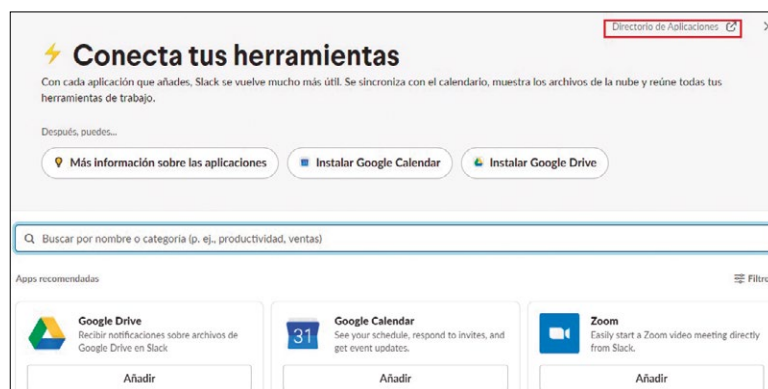 Directorio de Aplicaciones
Conecta tus herramientas
Con cada aplicación que añades, Slack se vuelve mucho más útil. Se sincroniza con el calendario, muestra los archivos de la nube y reúne todas tus
herramientas de trabajo.
Después, puedes...
Más información sobre las aplicaciones
Instalar Google Calendar
Instalar Google Drive
Buscar por nombre o categoría (p. ej., productividad, ventas)
Apps recomendadas
Filtro
Google Drive
Recibir notificaciones sobre archivos de
Google Drive en Slack
Añadir
31
Google Calendar
See your schedule, respond to invites, and
get event updates.
Añadir
Zoom
Easily start a Zoom video meeting directly
from Slack.
Añadir